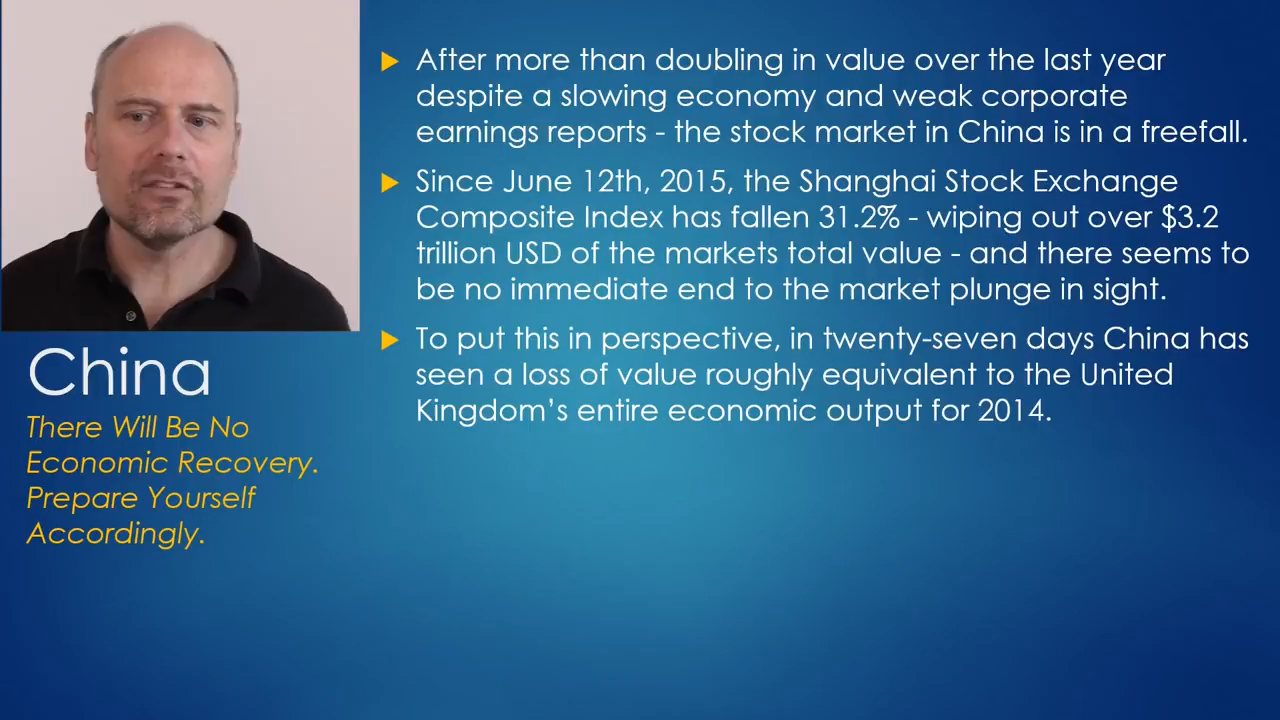 After more than doubling in value over the last year
despite a slowing economy and weak corporate
earnings reports - the stock market in China is in a freefall.
Since June 12th, 2015, the Shanghai Stock Exchange
Composite Index has fallen 31.2% - wiping out over $3.2
trillion USD of the markets total value - and there seems to
be no immediate end to the market plunge in sight.
To put this in perspective, in twenty-seven days China has
seen a loss of value roughly equivalent to the United
Kingdom’s entire economic output for 2014.
China
There Will Be No
Economic Recovery.
Prepare Yourself
Accordingly.